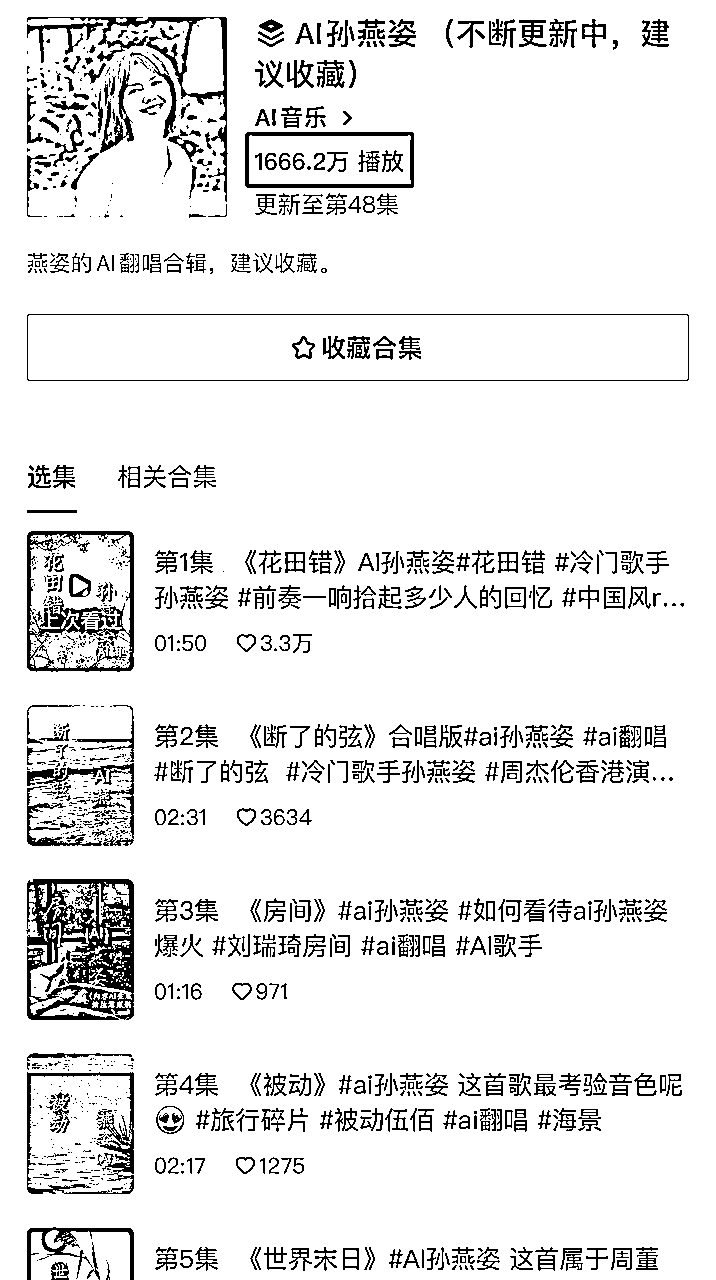 AI孙燕姿 （不断更新中，建
议收藏）
AI音乐 >
1666.2万 播放
更新至第48集
燕姿的AI翻唱合辑，建议收藏。
收藏合集
选集 相关合集
花田错
上次看过
第1集 《花田错》AI孙燕姿#花田错 #冷门歌手
孙燕姿 #前奏一响拾起多少人的回忆 #中国风r...
01:50 3.3万
断了的弦
第2集 《断了的弦》合唱版#ai孙燕姿 #ai翻唱
#断了的弦 #冷门歌手孙燕姿 #周杰伦香港演...
02:31 3634
第3集 《房间》#ai孙燕姿 #如何看待ai孙燕姿
爆火 #刘瑞琦房间 #ai翻唱 #AI歌手
01:16 971
被动
第4集 《被动》#ai孙燕姿 这首歌最考验音色呢
😍 #旅行碎片 #被动伍佰 #ai翻唱 #海景
02:17 1275
第5集 《世界末日》#AI孙燕姿 这首属于周董